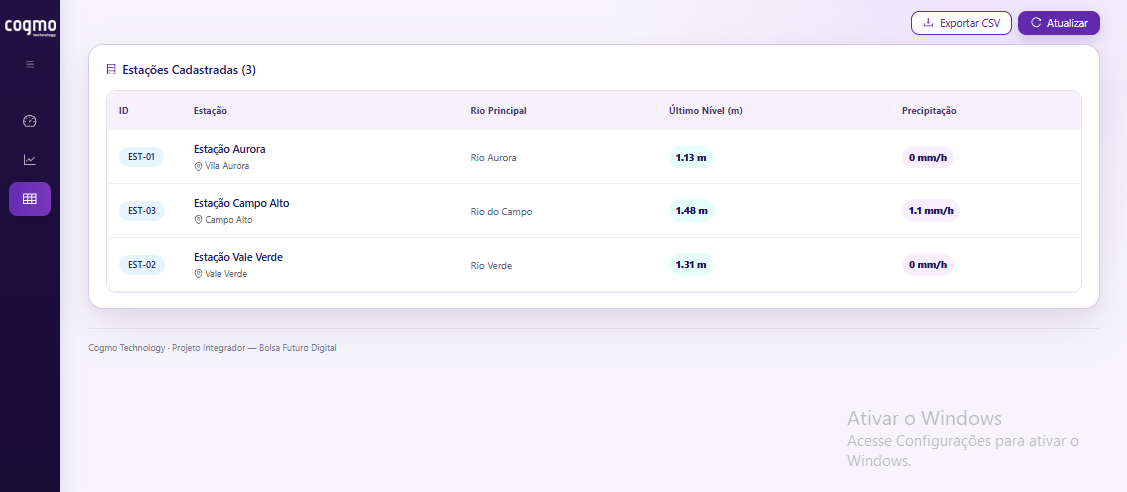 cogmo
technology
Exportar CSV
Atualizar
Estações Cadastradas (3)
ID Estação Rio Principal Último Nível (m) Precipitação
EST-01 Estação Aurora Rio Aurora 1.13 m 0 mm/h
Vila Aurora
EST-03 Estação Campo Alto Rio do Campo 1.48 m 1.1 mm/h
Campo Alto
EST-02 Estação Vale Verde Rio Verde 1.31 m 0 mm/h
Vale Verde
Cogmo Technology · Projeto Integrador — Bolsa Futuro Digital
Ativar o Windows
Acesse Configurações para ativar o
Windows.